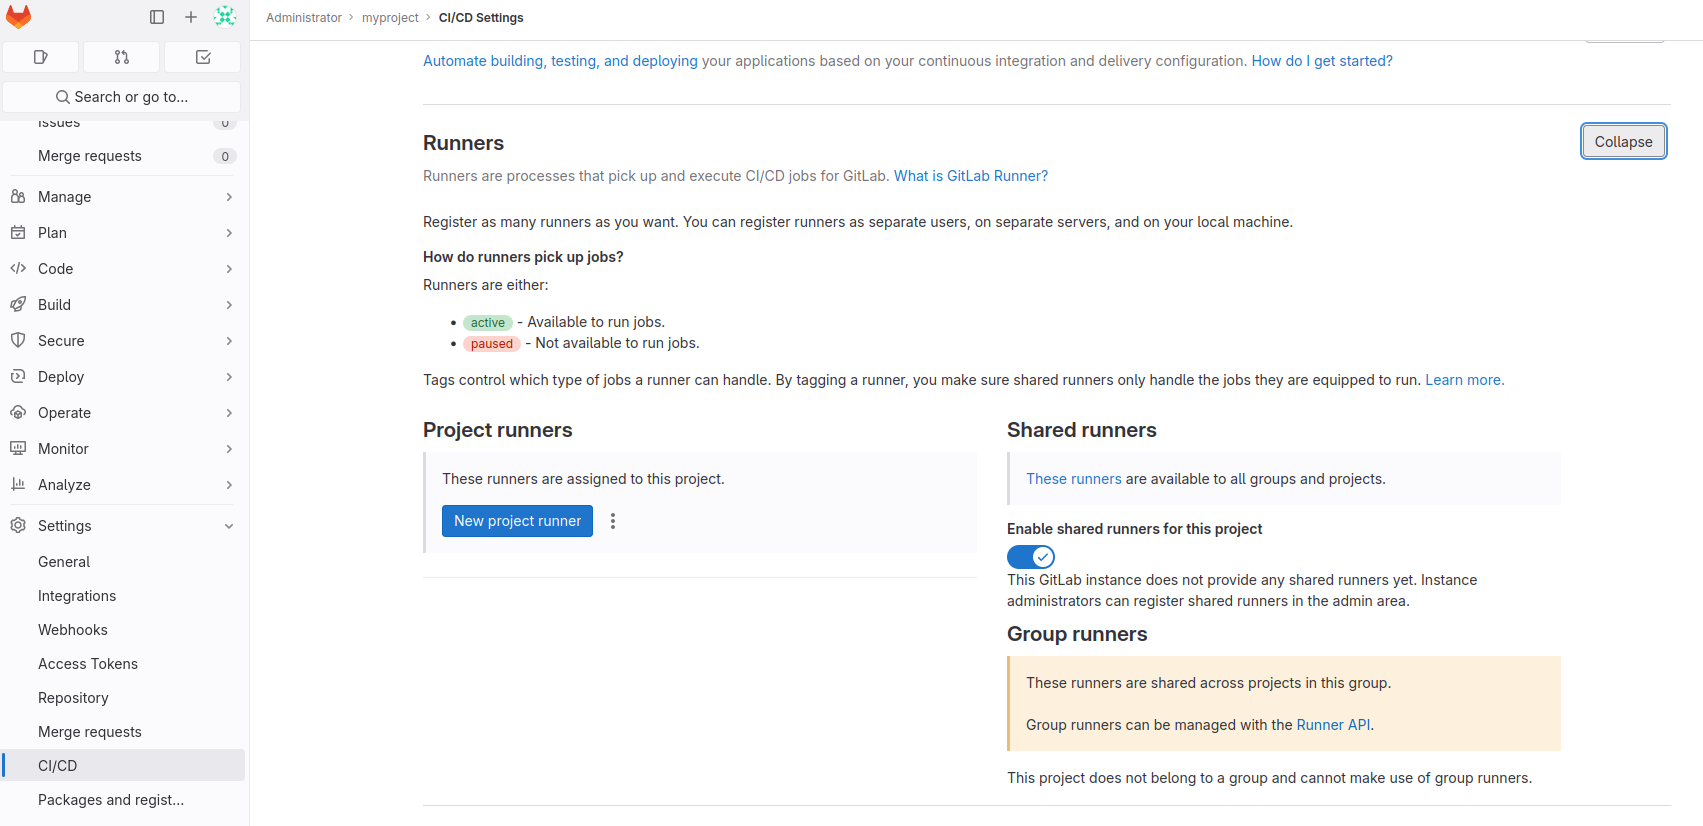 Administrator > myproject > CI/CD Settings
Search or go to...
Issues 0
Merge requests 0
Manage
Plan
Code
Build
Secure
Deploy
Operate
Monitor
Analyze
Settings
General
Integrations
Webhooks
Access Tokens
Repository
Merge requests
CI/CD
Packages and regist...
Automate building, testing, and deploying your applications based on your continuous integration and delivery configuration. How do I get started?
Runners
Collapse
Runners are processes that pick up and execute CI/CD jobs for GitLab. What is GitLab Runner?
Register as many runners as you want. You can register runners as separate users, on separate servers, and on your local machine.
How do runners pick up jobs?
Runners are either:
• active - Available to run jobs.
• paused - Not available to run jobs.
Tags control which type of jobs a runner can handle. By tagging a runner, you make sure shared runners only handle the jobs they are equipped to run. Learn more.
Project runners
These runners are assigned to this project.
New project runner
Shared runners
These runners are available to all groups and projects.
Enable shared runners for this project
This GitLab instance does not provide any shared runners yet. Instance
administrators can register shared runners in the admin area.
Group runners
These runners are shared across projects in this group.
Group runners can be managed with the Runner API.
This project does not belong to a group and cannot make use of group runners.